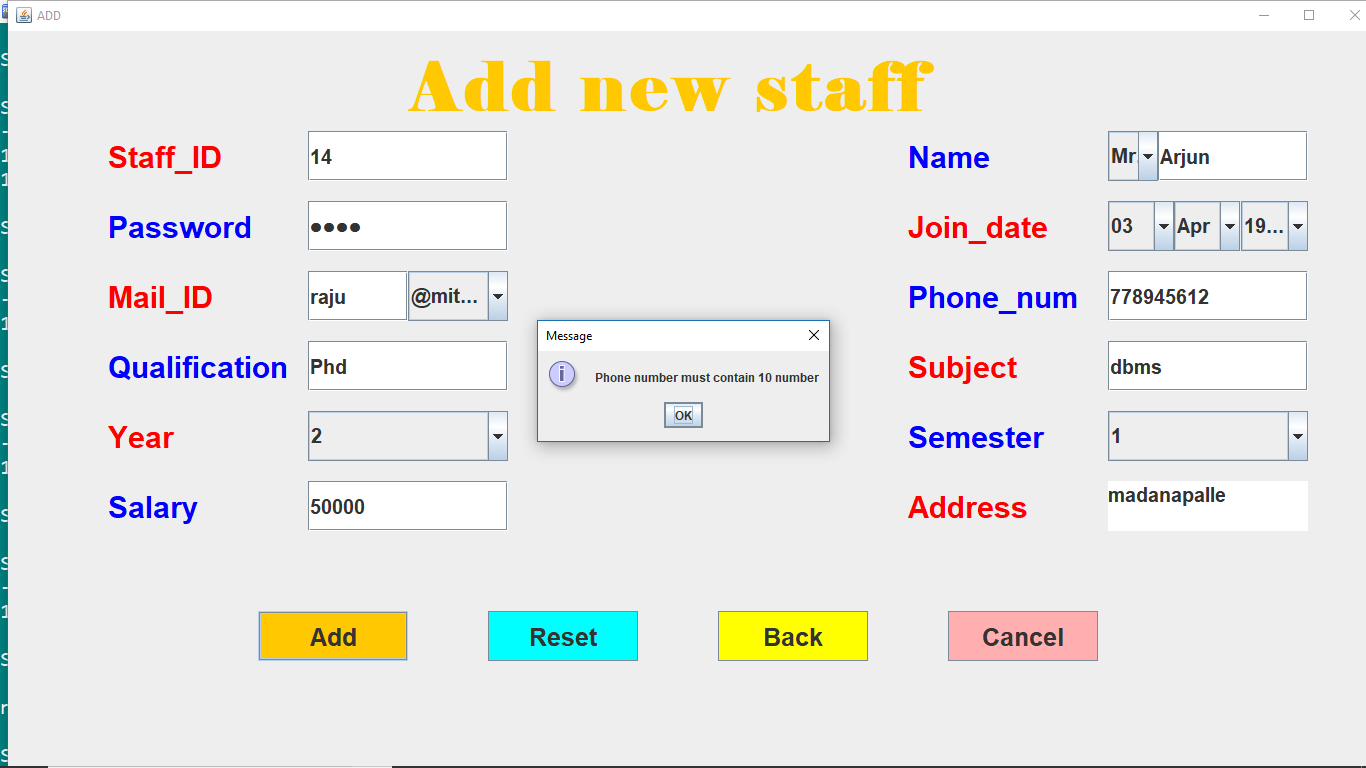 ADD
Add new staff
Staff_ID 14 Name Mr. Arjun
Password •••• Join_date 03 Apr 19...
Mail_ID raju @mit... Phone_num 778945612
Message
Phone number must contain 10 number
OK
Qualification Phd Subject dbms
Year 2 Semester 1
Salary 50000 Address madanapalle
Add Reset Back Cancel